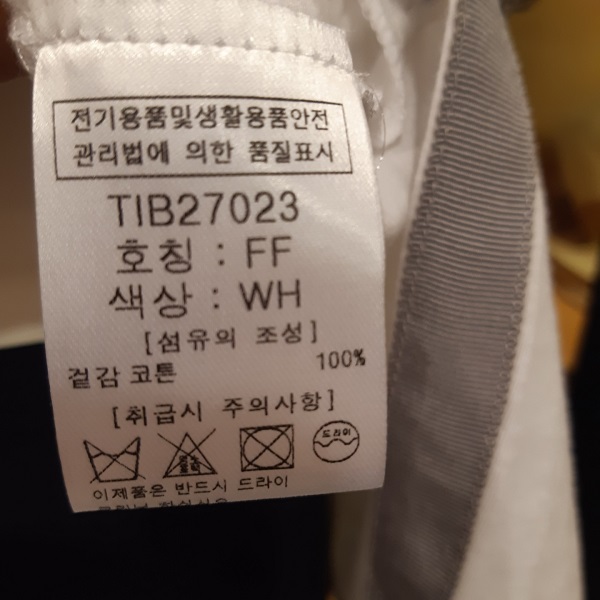 전기용품및생활용품안전
관리법에 의한 품질표시
TIB27023
호칭 : FF
색상 : WH
[섬유의 조성]
겉감 코튼 100%
[취급시 주의사항]
드라이
이제품은 반드시 드라이